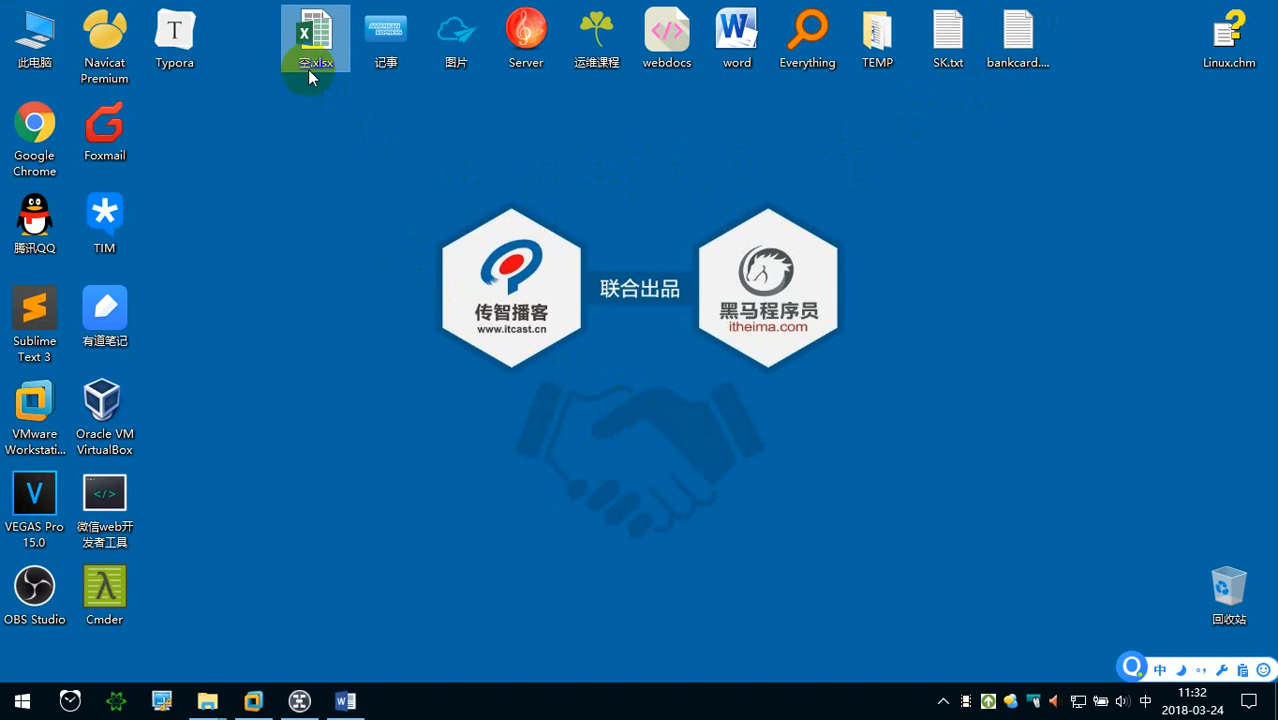 此电脑
Navicat
Premium
Typora
空.xlsx
记事
图片
Server
运维课程
webdocs
word
Everything
TEMP
SK.txt
bankcard....
Linux.chm
Google
Chrome
Foxmail
腾讯QQ
TIM
传智播客
www.itcast.cn
联合出品
黑马程序员
itheima.com
Sublime
Text 3
有道笔记
VMware
Workstati...
Oracle VM
VirtualBox
VEGAS Pro
15.0
微信web开
发者工具
OBS Studio
Cmder
回收站
中
中
11:32
2018-03-24